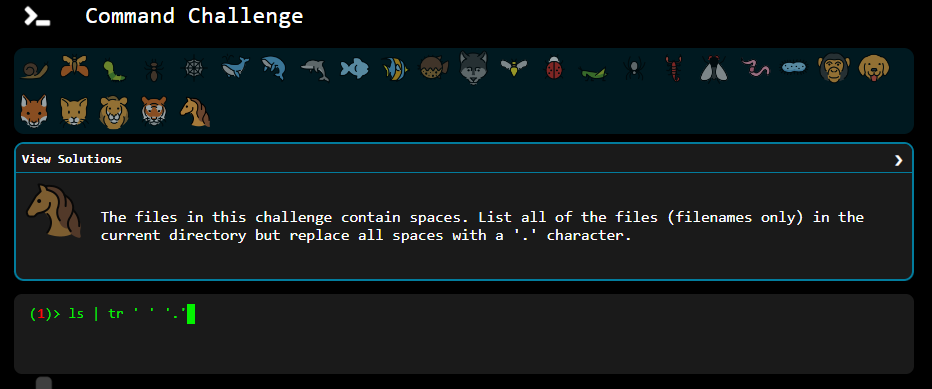 Command Challenge
View Solutions
The files in this challenge contain spaces. List all of the files (filenames only) in the
current directory but replace all spaces with a '.' character.
(1)> ls | tr ' ' '.'